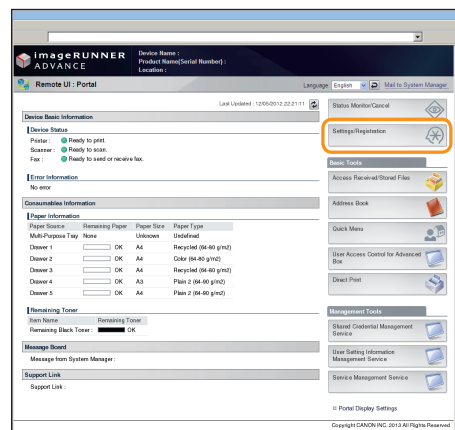 imageRUNNER
ADVANCE
Device Name :
Product Name(Serial Number) :
Location :
Remote UI : Portal
Language: English
Mail to System Manager:
Last Updated : 12/05/2012 22:21:11
Device Basic Information
Device Status
Printer : Ready to print.
Scanner : Ready to scan.
Fax : Ready to send or receive fax.
Error Information
No error
Consumables Information
Paper Information
Paper Source Remaining Paper Paper Size Paper Type
Multi-Purpose Tray None Unknown Undefined
Drawer 1 OK A4 Recycled (64-80 g/m2)
Drawer 2 OK A4 Color (64-80 g/m2)
Drawer 3 OK A4 Recycled (64-80 g/m2)
Drawer 4 OK A3 Plain 2 (64-90 g/m2)
Drawer 5 OK A4 Plain 2 (64-90 g/m2)
Remaining Toner
Item Name Remaining Toner
Remaining Black Toner : OK
Message Board
Message from System Manager :
Support Link
Support Link :
Status Monitor/Cancel
Settings/Registration
Basic Tools
Access Received/Stored Files
Address Book
Quick Menu
User Access Control for Advanced
Box
Direct Print
Management Tools
Shared Credential Management
Service
User Setting Information
Management Service
Service Management Service
Portal Display Settings
Copyright CANON INC. 2013 All Rights Reserved